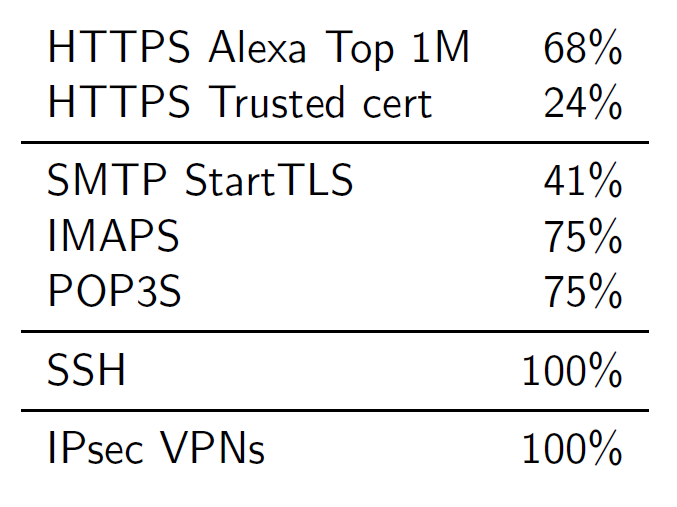 HTTPS Alexa Top 1M 68%
HTTPS Trusted cert 24%
SMTP StartTLS 41%
IMAPS 75%
POP3S 75%
SSH 100%
IPsec VPNs 100%